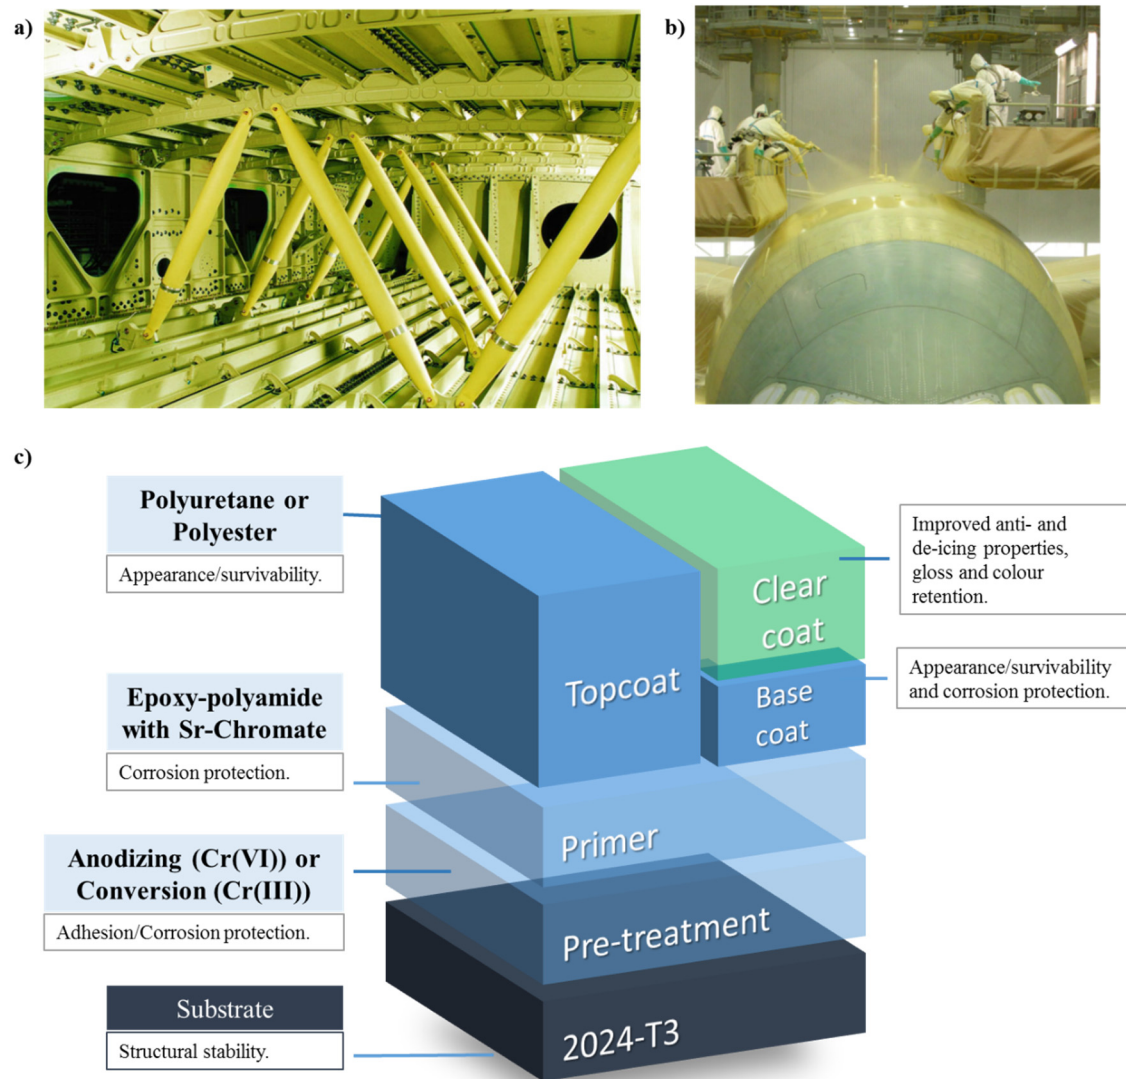 a)
b)
c)
Polyuretane or
Polyester
Appearance/survivability.
Epoxy-polyamide
with Sr-Chromate
Corrosion protection.
Anodizing (Cr(VI)) or
Conversion (Cr(III))
Adhesion/Corrosion protection.
Substrate
Structural stability.
Topcoat
Clear
coat
Base
coat
Primer
Pre-treatment
2024-T3
Improved anti- and
de-icing properties,
gloss and colour
retention.
Appearance/survivability
and corrosion protection.